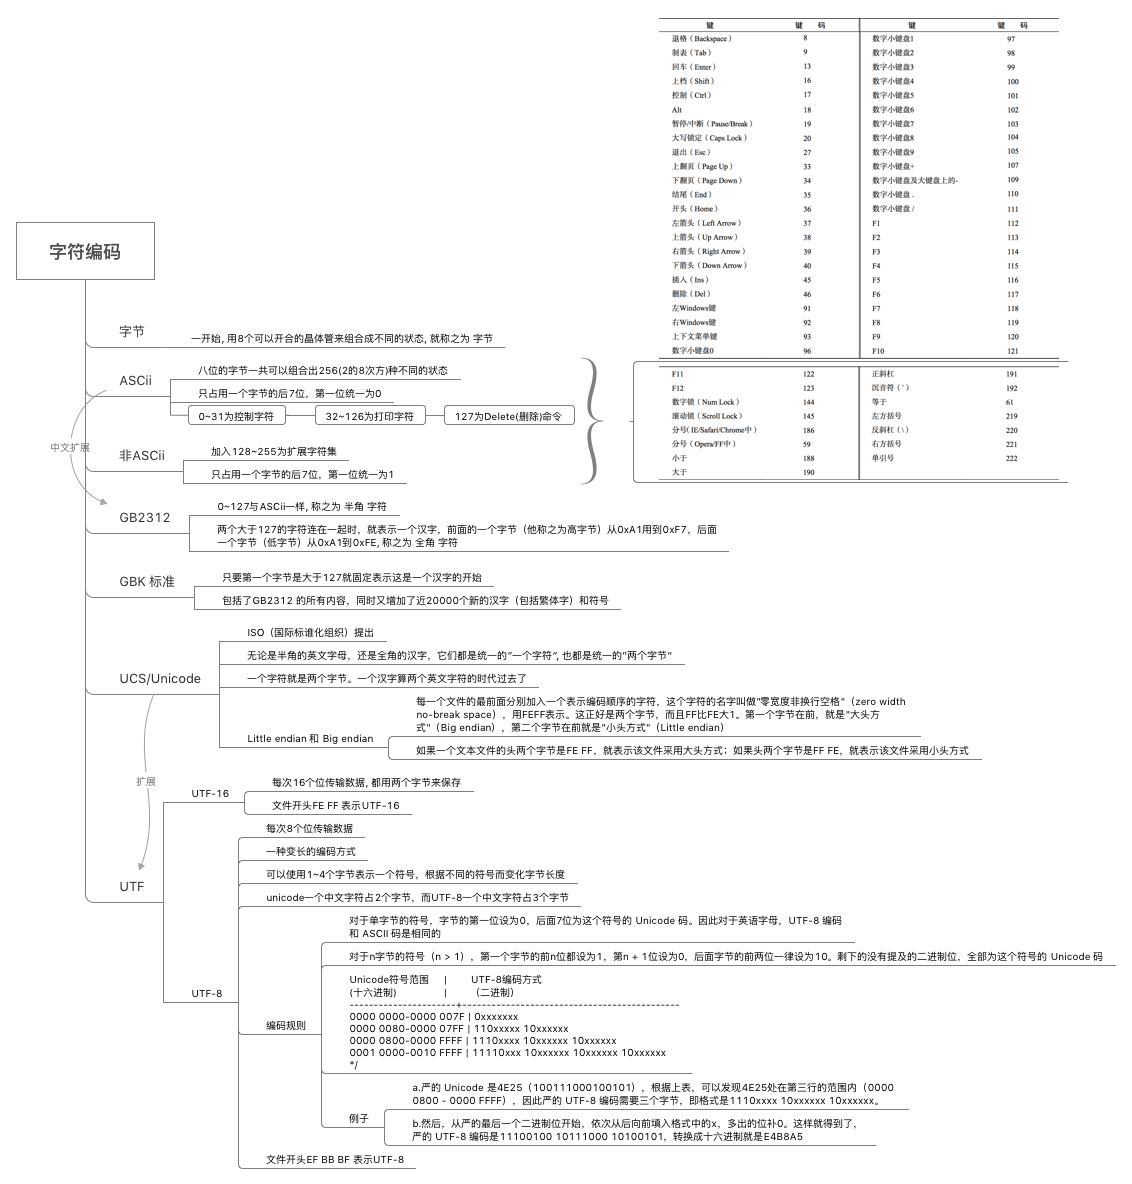 键 键 码 键 键 码
退格（Backspace） 8 数字小键盘1 97
制表（Tab） 9 数字小键盘2 98
回车（Enter） 13 数字小键盘3 99
上档（Shift） 16 数字小键盘4 100
控制（Ctrl） 17 数字小键盘5 101
Alt 18 数字小键盘6 102
暂停/中断（Pause/Break） 19 数字小键盘7 103
大写锁定（Caps Lock） 20 数字小键盘8 104
退出（Esc） 27 数字小键盘9 105
上翻页（Page Up） 33 数字小键盘+ 107
下翻页（Page Down） 34 数字小键盘及大键盘上的- 109
结尾（End） 35 数字小键盘 . 110
开头（Home） 36 数字小键盘 / 111
左箭头（Left Arrow） 37 F1 112
上箭头（Up Arrow） 38 F2 113
右箭头（Right Arrow） 39 F3 114
下箭头（Down Arrow） 40 F4 115
插入（Ins） 45 F5 116
删除（Del） 46 F6 117
左Windows键 91 F7 118
右Windows键 92 F8 119
上下文菜单键 93 F9 120
数字小键盘0 96 F10 121
F11 122 正斜杠 191
F12 123 沉音符（`） 192
数字锁（Num Lock） 144 等于 61
滚动锁（Scroll Lock） 145 左方括号 219
分号(IE/Safari/Chrome中） 186 反斜杠（\） 220
分号（Opera/FF中） 59 右方括号 221
小于 188 单引号 222
大于 190
字符编码
字节
一开始, 用8个可以开合的晶体管来组合成不同的状态, 就称之为 字节
ASCii
八位的字节一共可以组合出256(2的8次方)种不同的状态
只占用一个字节的后7位，第一位统一为0
0~31为控制字符 32~126为打印字符 127为Delete(删除)命令
中文扩展
非ASCii
加入128~255为扩展字符集
只占用一个字节的后7位，第一位统一为1
GB2312
0~127与ASCii一样, 称之为 半角 字符
两个大于127的字符连在一起时，就表示一个汉字，前面的一个字节（他称之为高字节）从0xA1用到0xF7，后面
一个字节（低字节）从0xA1到0xFE, 称之为 全角 字符
GBK 标准
只要第一个字节是大于127就固定表示这是一个汉字的开始
包括了GB2312 的所有内容，同时又增加了近20000个新的汉字（包括繁体字）和符号
UCS/Unicode
ISO（国际标谁化组织）提出
无论是半角的英文字母，还是全角的汉字，它们都是统一的”一个字符”, 也都是统一的”两个字节”
一个字符就是两个字节。一个汉字算两个英文字符的时代过去了
Little endian 和 Big endian
每一个文件的最前面分别加入一个表示编码顺序的字符，这个字符的名字叫做"零宽度非换行空格"（zero width
no-break space），用FEFF表示。这正好是两个字节，而且FF比FE大1。第一个字节在前，就是"大头方
式"（Big endian），第二个字节在前就是"小头方式"（Little endian）
如果一个文本文件的头两个字节是FE FF，就表示该文件采用大头方式；如果头两个字节是FF FE，就表示该文件采用小头方式
扩展
UTF
UTF-16
每次16个位传输数据, 都用两个字节来保存
文件开头FE FF 表示UTF-16
UTF-8
每次8个位传输数据
一种变长的编码方式
可以使用1~4个字节表示一个符号，根据不同的符号而变化字节长度
unicode一个中文字符占2个字节，而UTF-8一个中文字符占3个字节
编码规则
对于单字节的符号，字节的第一位设为0，后面7位为这个符号的 Unicode 码。因此对于英语字母，UTF-8 编码
和 ASCII 码是相同的
对于n字节的符号（n > 1），第一个字节的前n位都设为1，第n + 1位设为0，后面字节的前两位一律设为10。剩下的没有提及的二进制位，全部为这个符号的 Unicode 码
Unicode符号范围 | UTF-8编码方式
(十六进制) | （二进制）
----------------------+---------------------------------------------
0000 0000-0000 007F | 0xxxxxxx
0000 0080-0000 07FF | 110xxxxx 10xxxxxx
0000 0800-0000 FFFF | 1110xxxx 10xxxxxx 10xxxxxx
0001 0000-0010 FFFF | 11110xxx 10xxxxxx 10xxxxxx 10xxxxxx
*/
例子
a.严的 Unicode 是4E25（100111000100101），根据上表，可以发现4E25处在第三行的范围内（0000
0800 - 0000 FFFF），因此严的 UTF-8 编码需要三个字节，即格式是1110xxxx 10xxxxxx 10xxxxxx。
b.然后，从严的最后一个二进制位开始，依次从后向前填入格式中的x，多出的位补0。这样就得到了，
严的 UTF-8 编码是11100100 10111000 10100101，转换成十六进制就是E4B8A5
文件开头EF BB BF 表示UTF-8